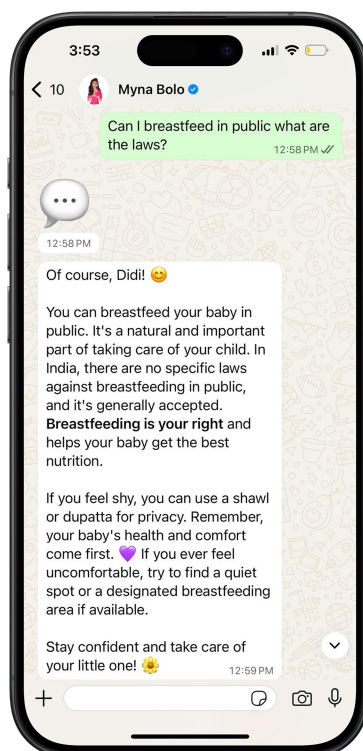 3:53
10 Myna Bolo
Can I breastfeed in public what are
the laws?
12:58 PM
12:58 PM
Of course, Didi! 😊
You can breastfeed your baby in
public. It's a natural and important
part of taking care of your child. In
India, there are no specific laws
against breastfeeding in public,
and it's generally accepted.
Breastfeeding is your right and
helps your baby get the best
nutrition.
If you feel shy, you can use a shawl
or dupatta for privacy. Remember,
your baby's health and comfort
come first. 💜 If you ever feel
uncomfortable, try to find a quiet
spot or a designated breastfeeding
area if available.
Stay confident and take care of
your little one! 🌼
12:59 PM